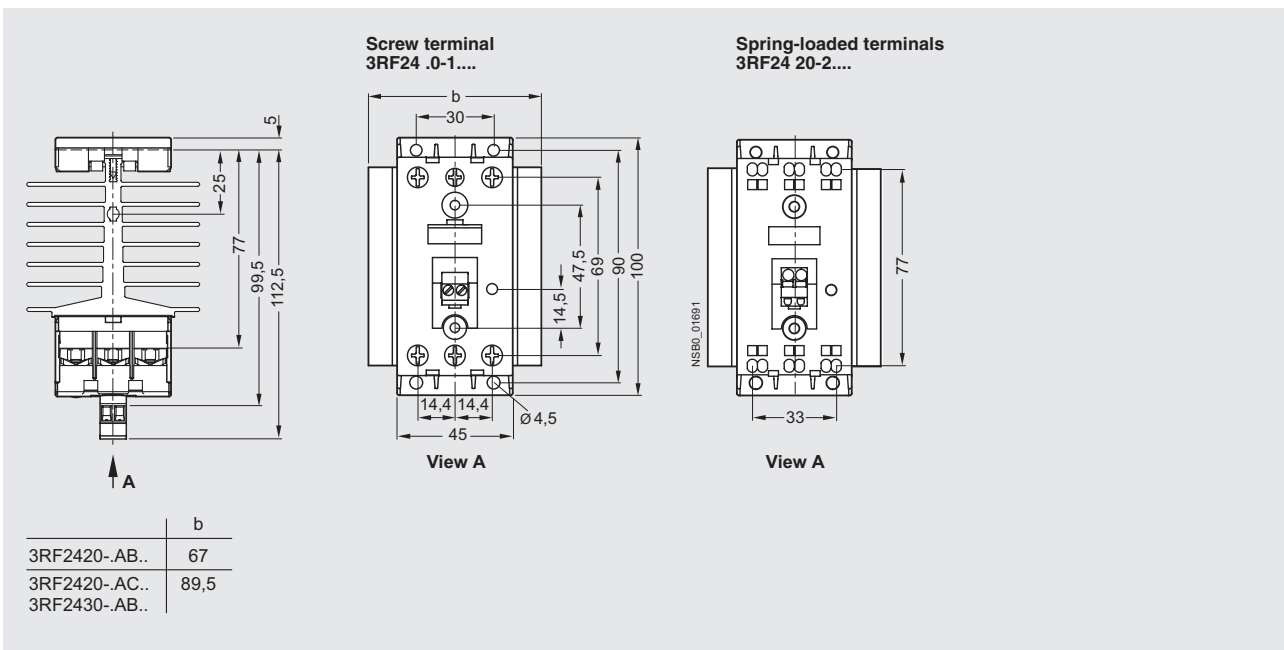 Screw terminal
3RF24 .0-1....
Spring-loaded terminals
3RF24 20-2....
5
25
77
99,5
112,5
A
b
30
14,5
47,5
69
90
100
14,4 14,4
Ø 4,5
45
View A
NSB0_01691
77
33
View A
b
3RF2420-.AB.. 67
3RF2420-.AC.. 89,5
3RF2430-.AB..